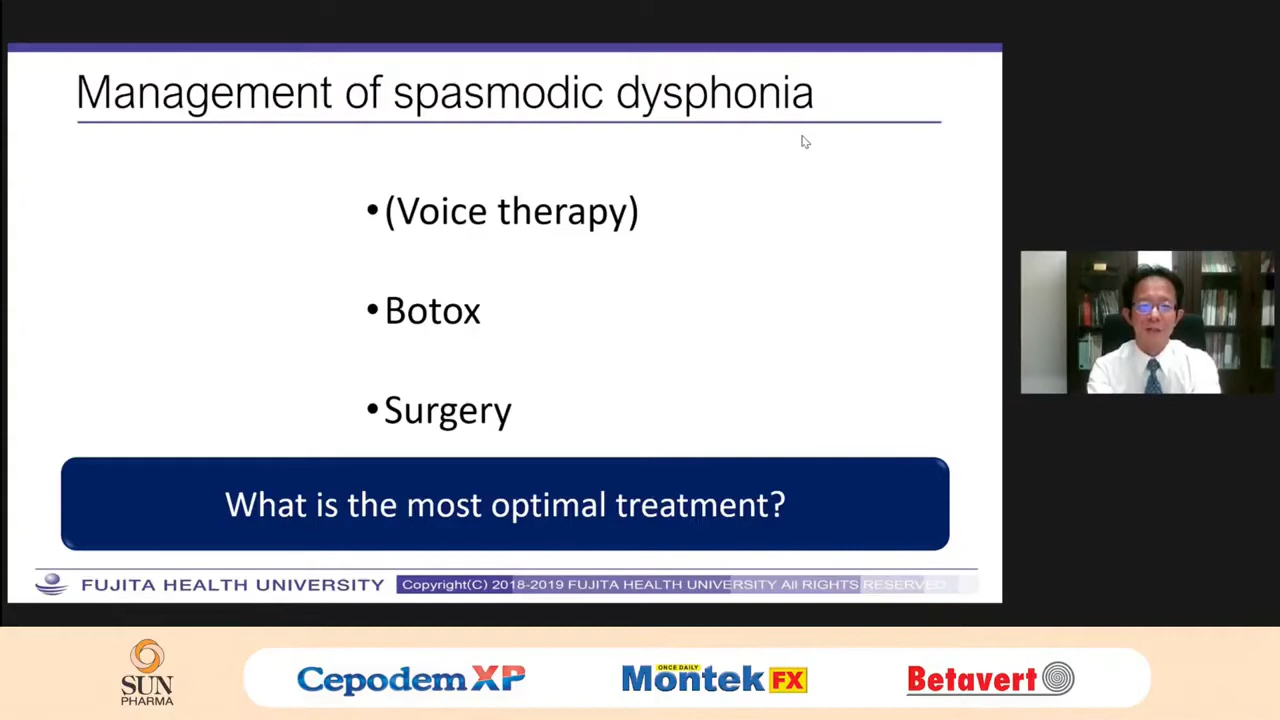 Management of spasmodic dysphonia
•(Voice therapy)
•Botox
•Surgery
What is the most optimal treatment?
FUJITA HEALTH UNIVERSITY Copyright(C) 2018-2019 FUJITA HEALTH UNIVERSITY All RIGHTS RESERVED
SUN
PHARMA
Cepodem XP
ONCE DAILY
Montek FX
Betavert